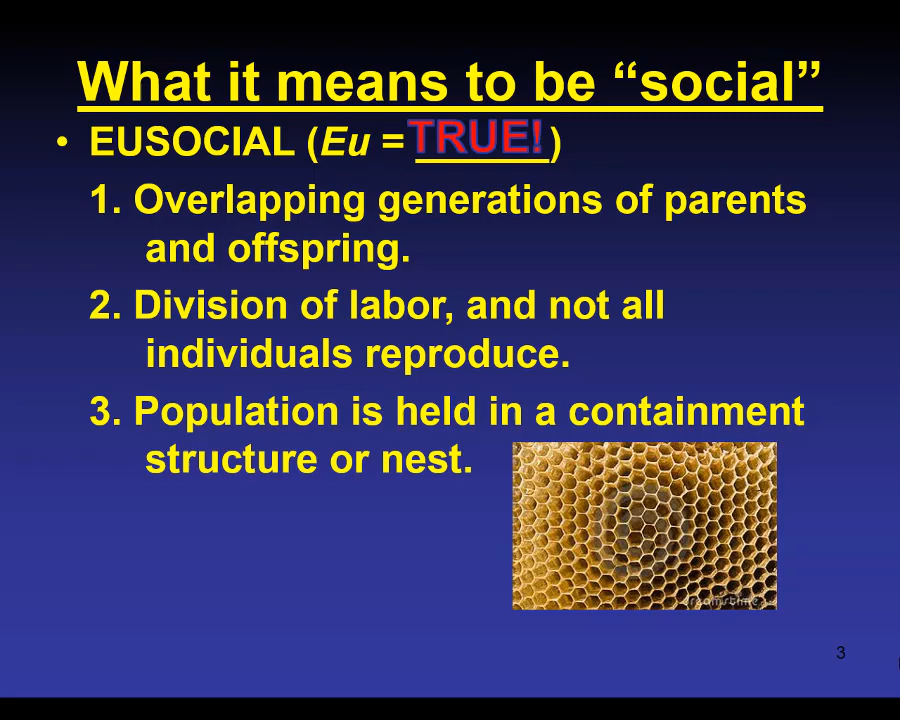 What it means to be “social”
• EUSOCIAL (Eu = TRUE!)
1. Overlapping generations of parents
and offspring.
2. Division of labor, and not all
individuals reproduce.
3. Population is held in a containment
structure or nest.
dreamstime
3